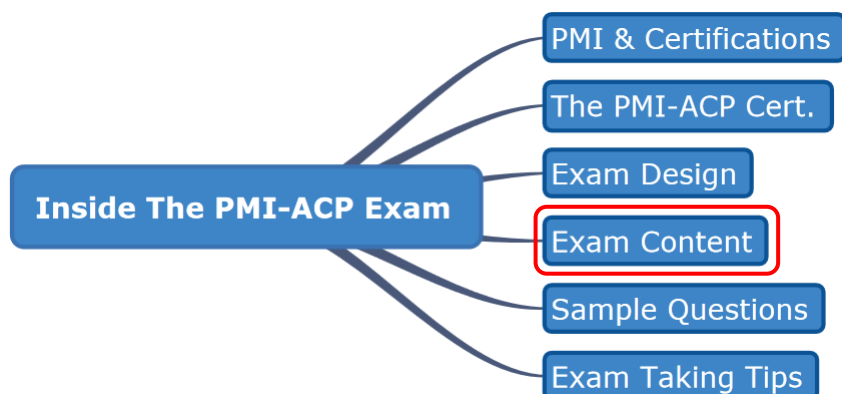 PMI & Certifications
The PMI-ACP Cert.
Exam Design
Inside The PMI-ACP Exam
Exam Content
Sample Questions
Exam Taking Tips